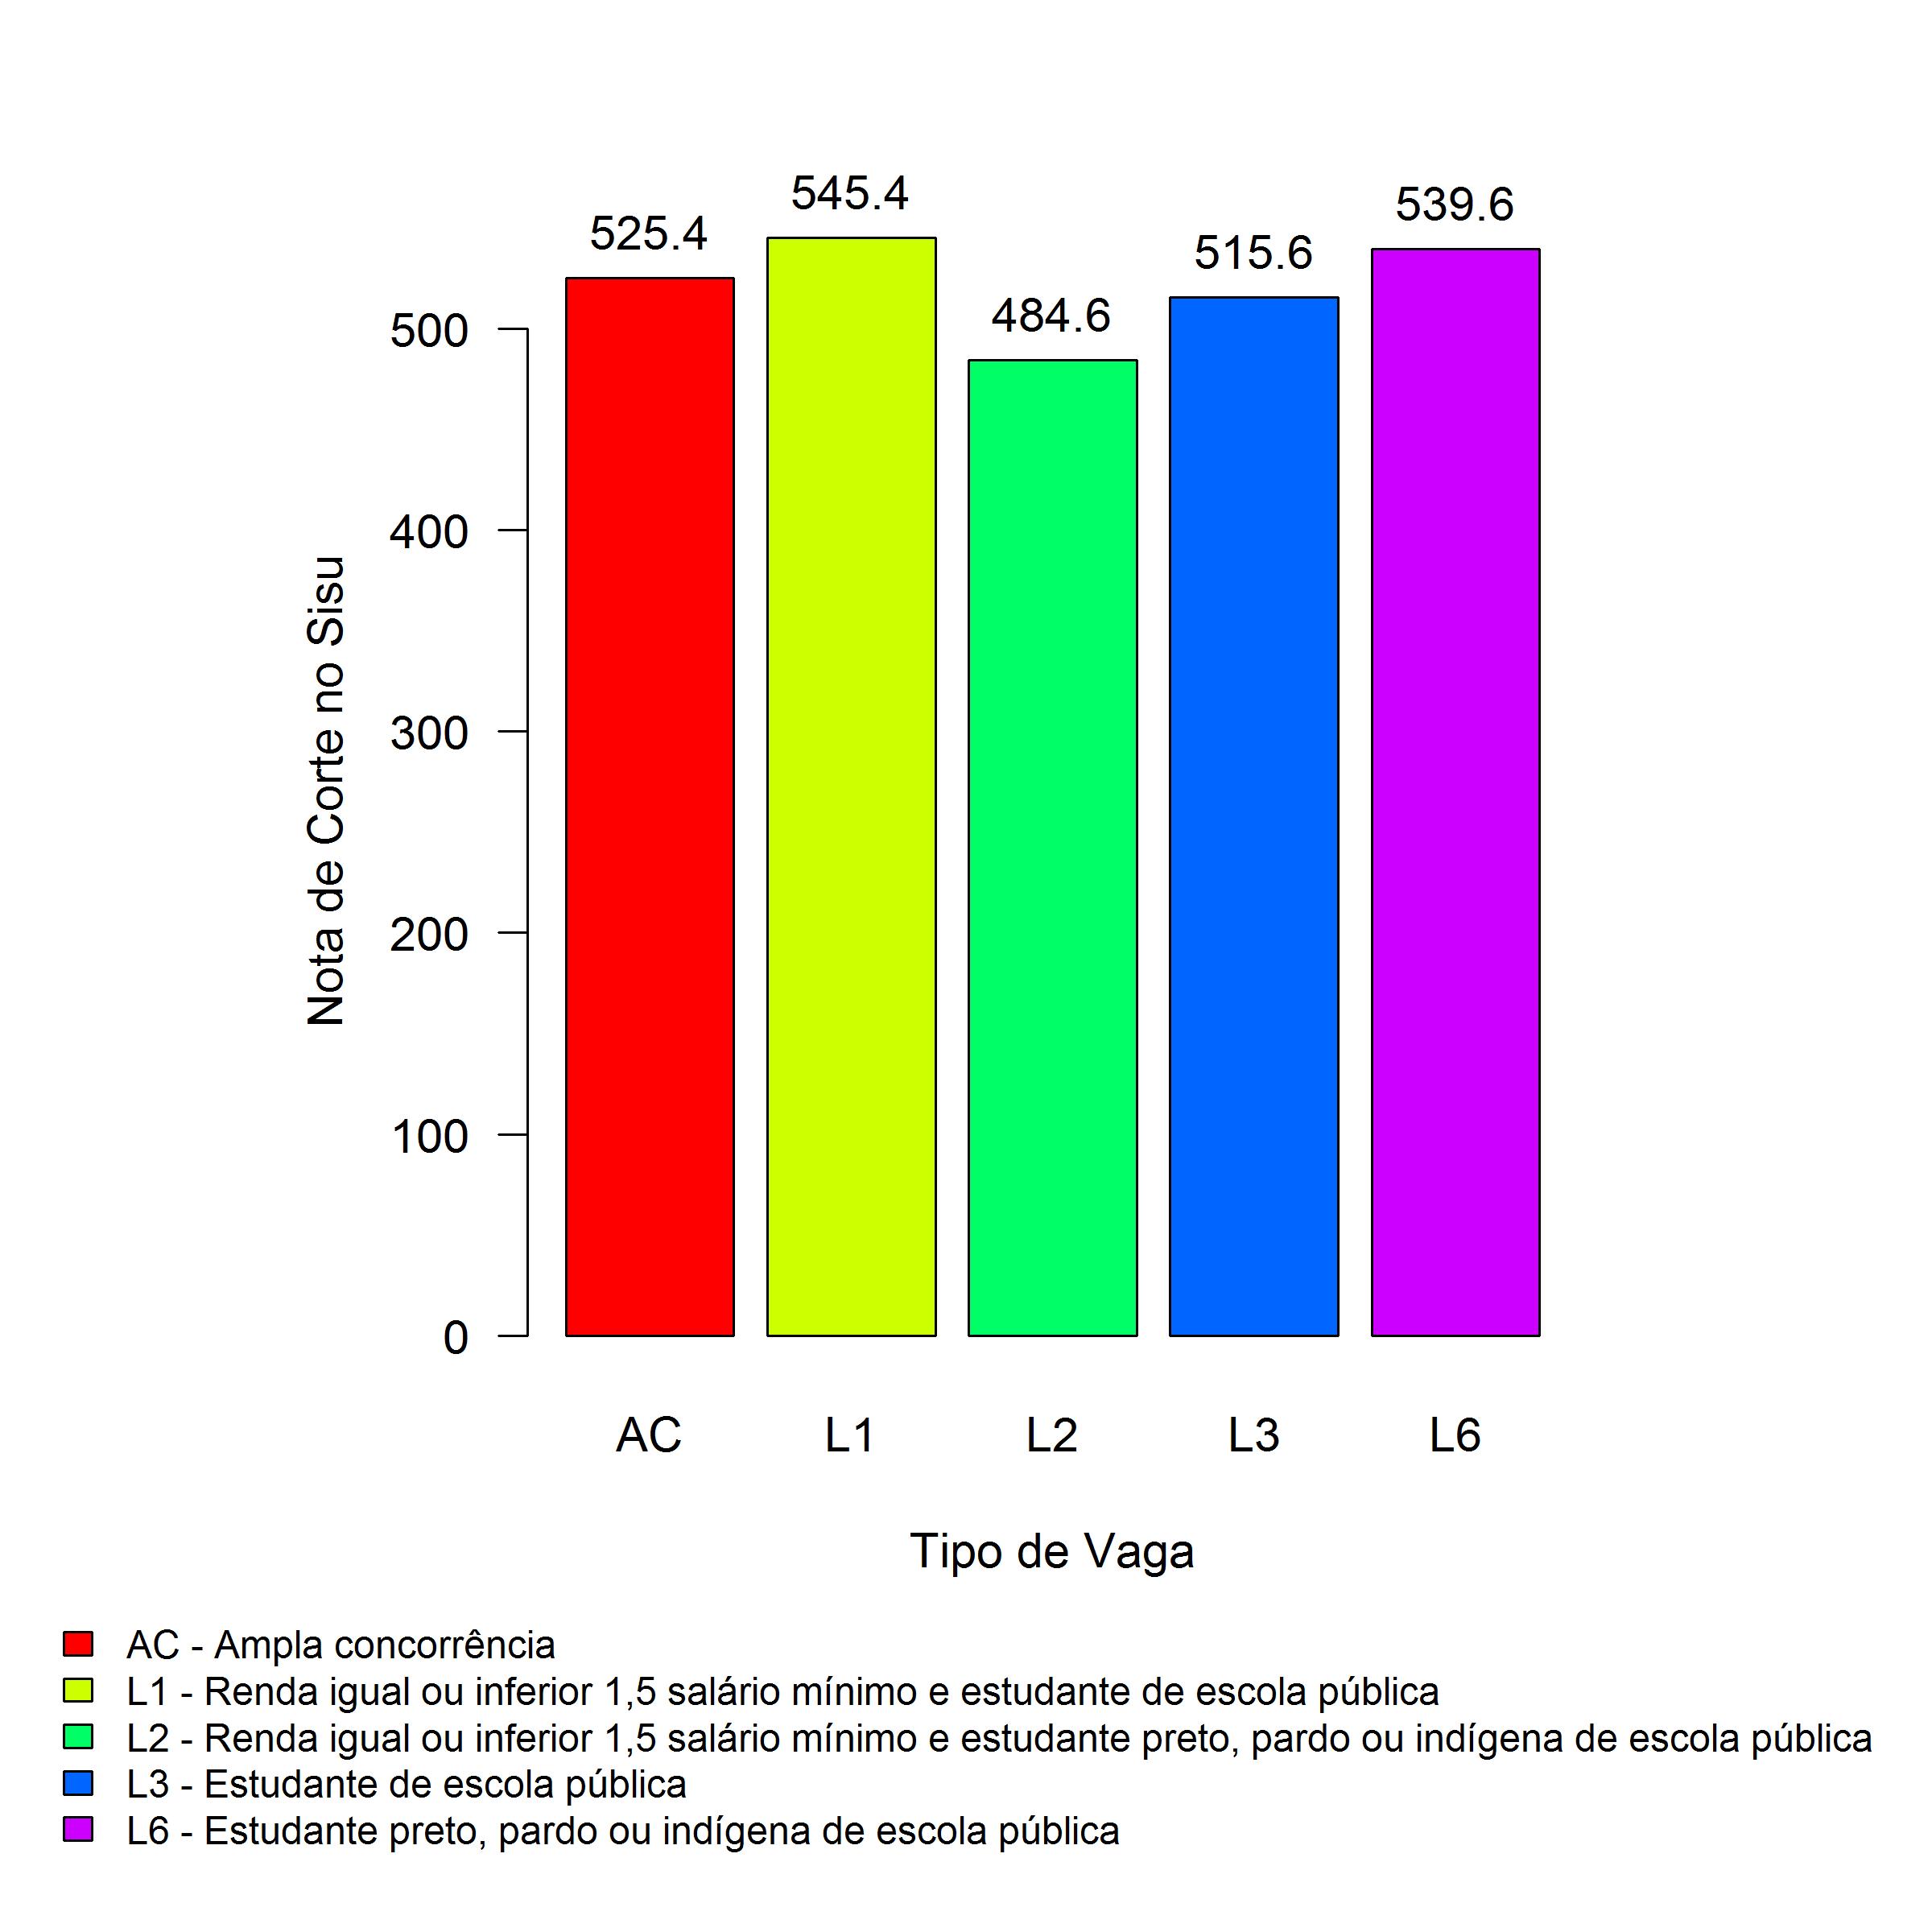 545.4
539.6
525.4
515.6
484.6
500
400
300
200
100
0
Nota de Corte no Sisu
AC L1 L2 L3 L6
Tipo de Vaga
AC - Ampla concorrência
L1 - Renda igual ou inferior 1,5 salário mínimo e estudante de escola pública
L2 - Renda igual ou inferior 1,5 salário mínimo e estudante preto, pardo ou indígena de escola pública
L3 - Estudante de escola pública
L6 - Estudante preto, pardo ou indígena de escola pública